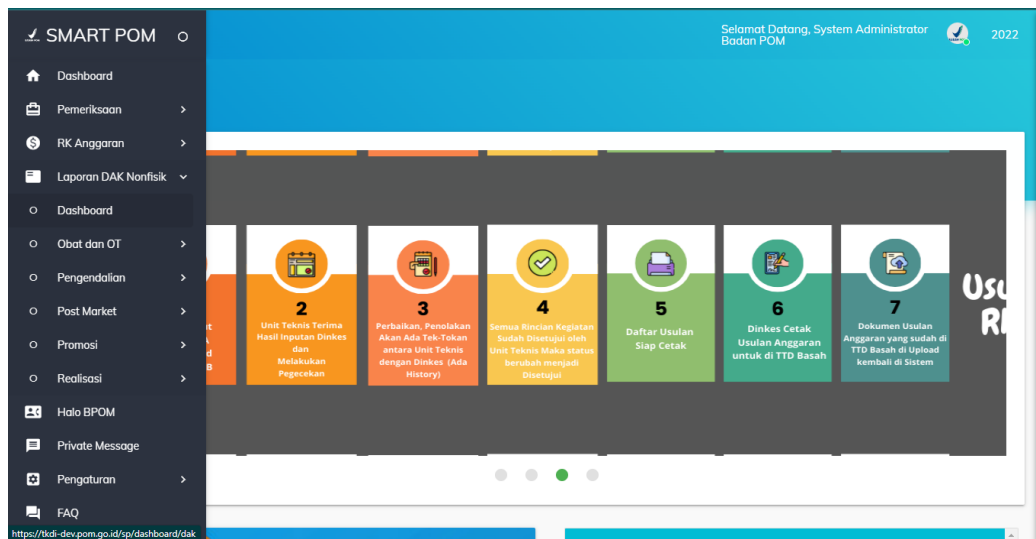 SMART POM
Selamat Datang, System Administrator
Badan POM
2022
Dashboard
Pemeriksaan
RK Anggaran
Laporan DAK Nonfisik
Dashboard
Obat dan OT
Pengendalian
Post Market
Promosi
Realisasi
Halo BPOM
Private Message
Pengaturan
FAQ
https://tkdi-dev.pom.go.id/sp/dashboard/dak
2
Unit Teknis Terima
Hasil Inputan Dinkes
dan
Melakukan
Pegecekan
3
Perbaikan, Penolakan
Akan Ada Tek-Tokan
antara Unit Teknis
dengan Dinkes (Ada
History)
4
Semua Rincian Kegiatan
Sudah Disetujui oleh
Unit Teknis Maka status
berubah menjadi
Disetujui
5
Daftar Usulan
Siap Cetak
6
Dinkes Cetak
Usulan Anggaran
untuk di TTD Basah
7
Dokumen Usulan
Anggaran yang sudah di
TTD Basah di Upload
kembali di Sistem